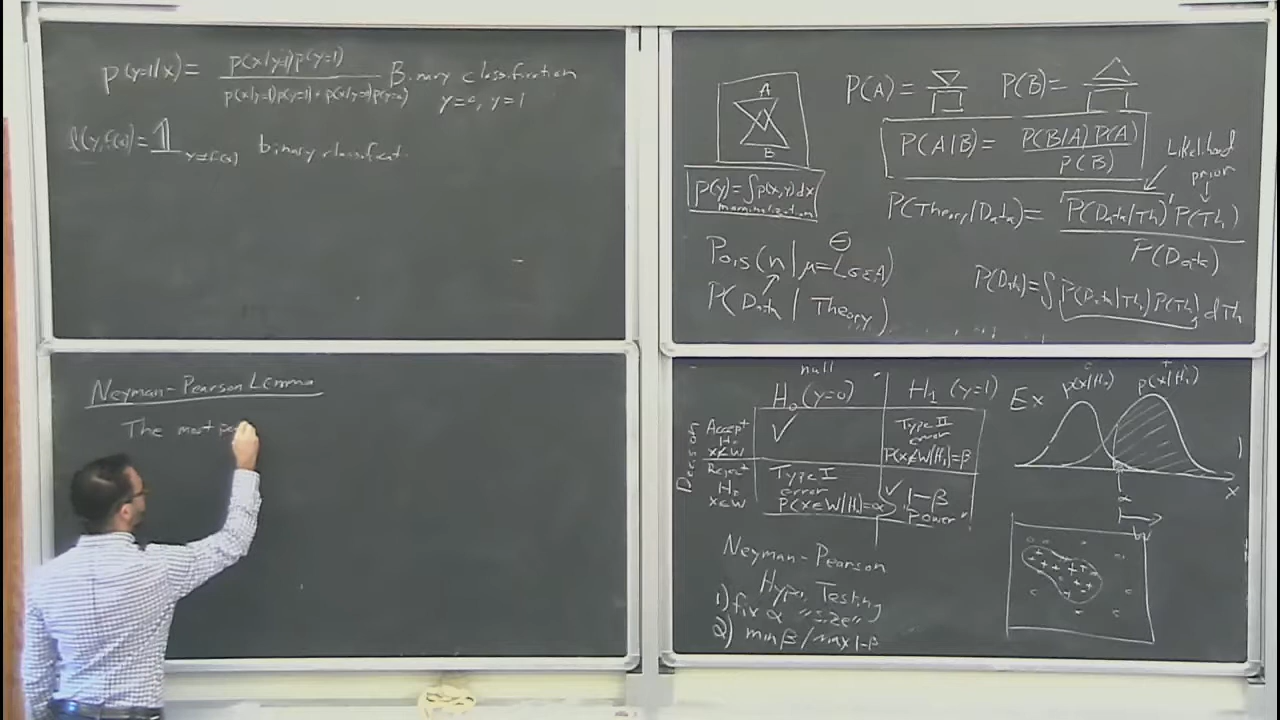 p(y=1|x) = p(x|y=1)p(y=1) / p(x|y=1)p(y=1)+p(x|y=0)p(y=0) Binary classification
y=0, y=1
l(y,f(x)) = 𝟙 y≠f(x) binary classificat.
Neyman-Pearson Lemma
The most po
A
B
P(A) =
P(B) =
P(A|B) = P(B|A) P(A) / P(B)
p(y) = ∫p(x,y)dx
marginalization
Likelihood
prior
P(Theory|Data) = P(Data|Th) P(Th) / P(Data)
Θ
Pois(n|μ=LσεA)
P(Data | Theory)
P(Data) = ∫ P(Data|Th) P(Th) dTh
null
H₀ (y=0) H₁ (y=1)
Accept
H₀
x∉W
✓
Type II
error
P(x∉W|H₁)=β
Reject
H₀
x∈W
Type I
error
✓ 1-β
"Power"
Neyman-Pearson
Hypo. Testing
1) fix α "size"
2) min β / max 1-β
Ex p(x|H₀) p(x|H₁)
x
α
W